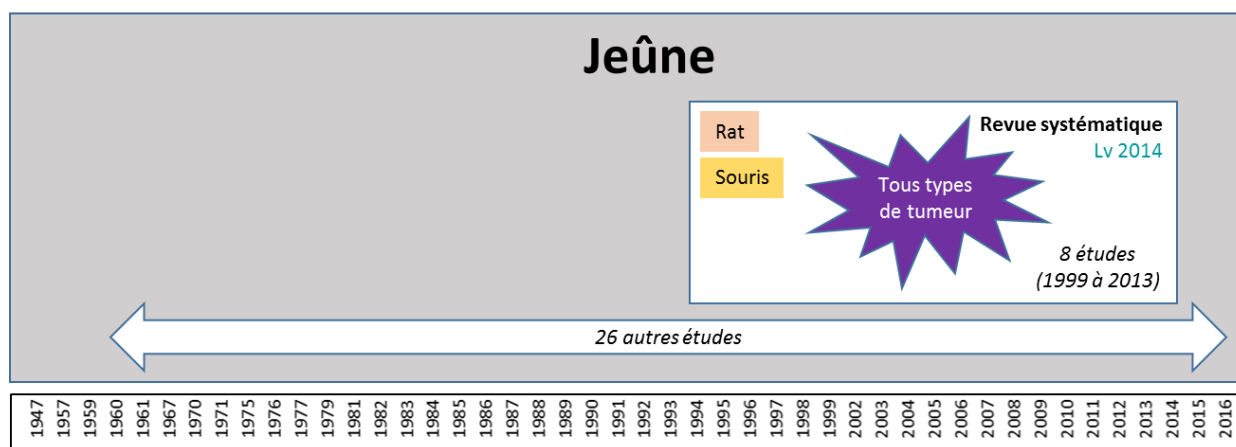 Jeûne
Rat
Souris
Revue systématique
Lv 2014
Tous types
de tumeur
8 études
(1999 à 2013)
26 autres études
1947 1957 1959 1960 1961 1967 1970 1971 1975 1976 1977 1979 1981 1982 1983 1984 1985 1986 1987 1988 1989 1990 1991 1992 1993 1994 1995 1996 1997 1998 1999 2002 2003 2004 2005 2006 2007 2008 2009 2010 2011 2012 2013 2014 2015 2016